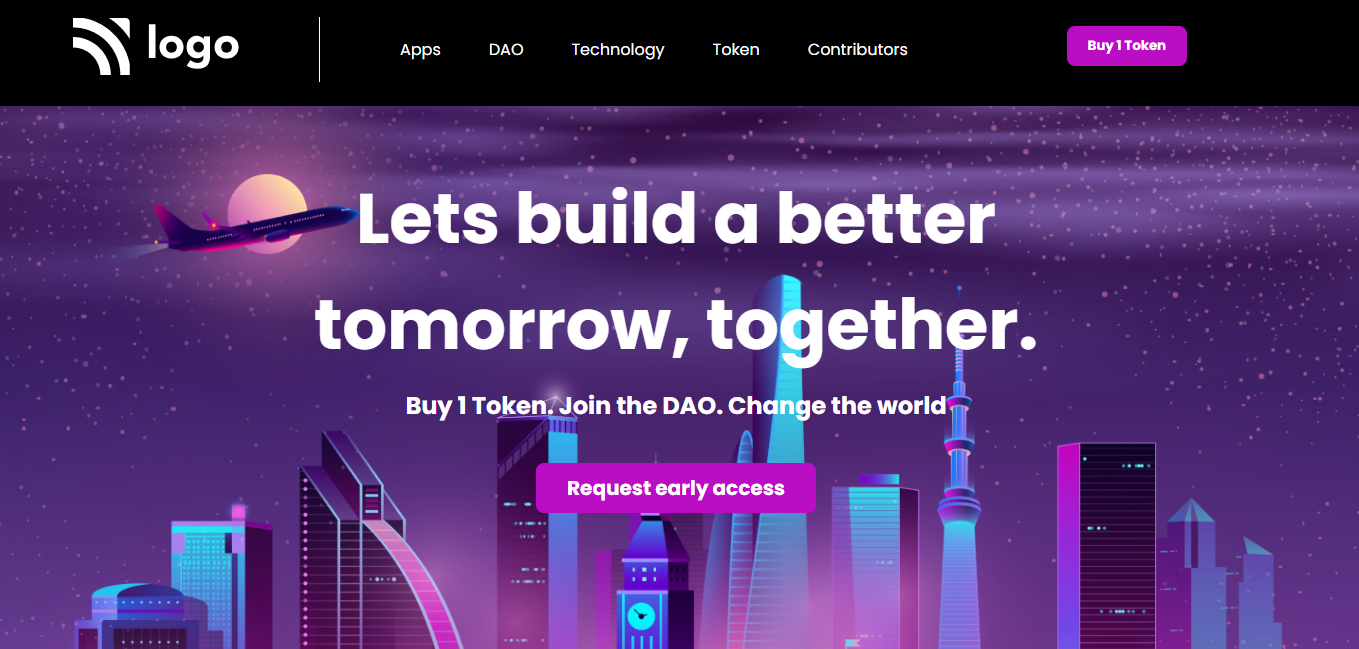 logo
Apps DAO Technology Token Contributors
Buy 1 Token
Lets build a better
tomorrow, together.
Buy 1 Token. Join the DAO. Change the world
Request early access